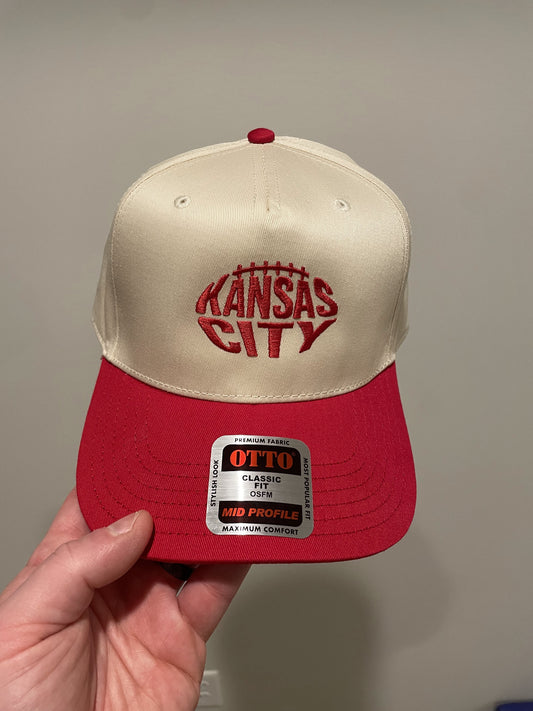 KANSAS
CITY
PREMIUM FABRIC
STYLISH LOOK
OTTO
CLASSIC
FIT
OSFM
MID PROFILE
MOST POPULAR FIT
MAXIMUM COMFORT